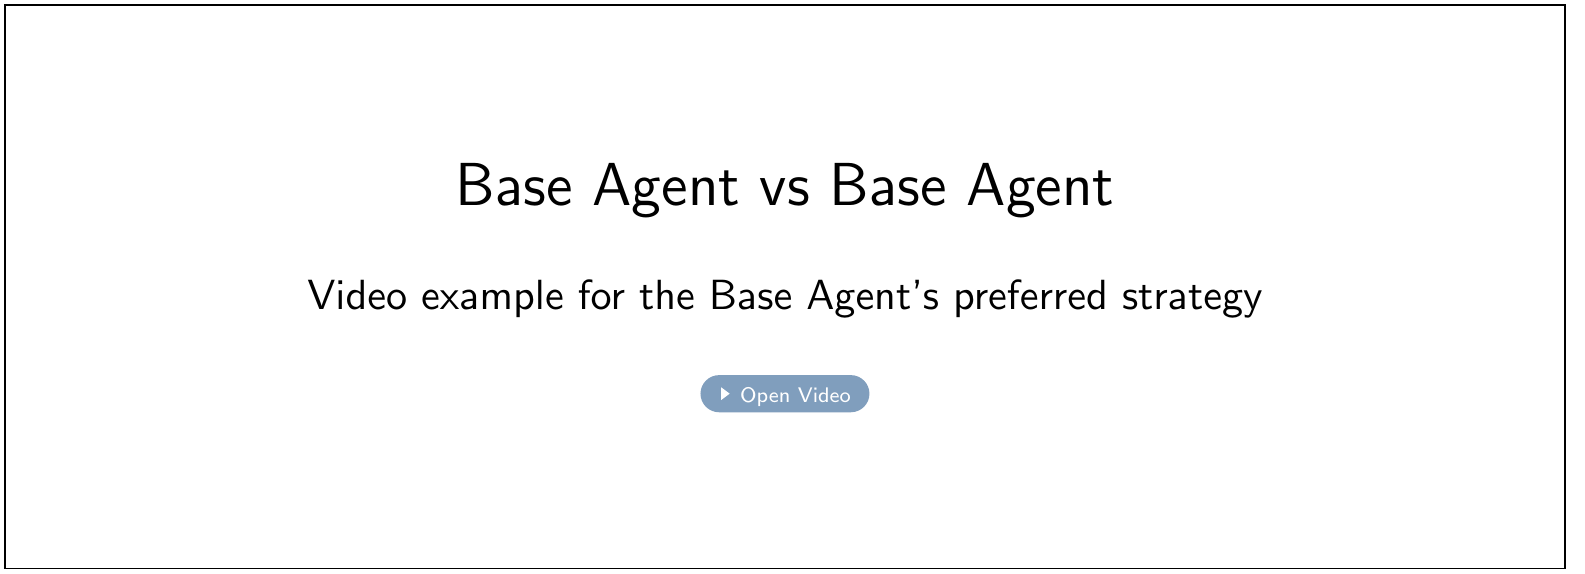 Base Agent vs Base Agent
Video example for the Base Agent's preferred strategy
Open Video